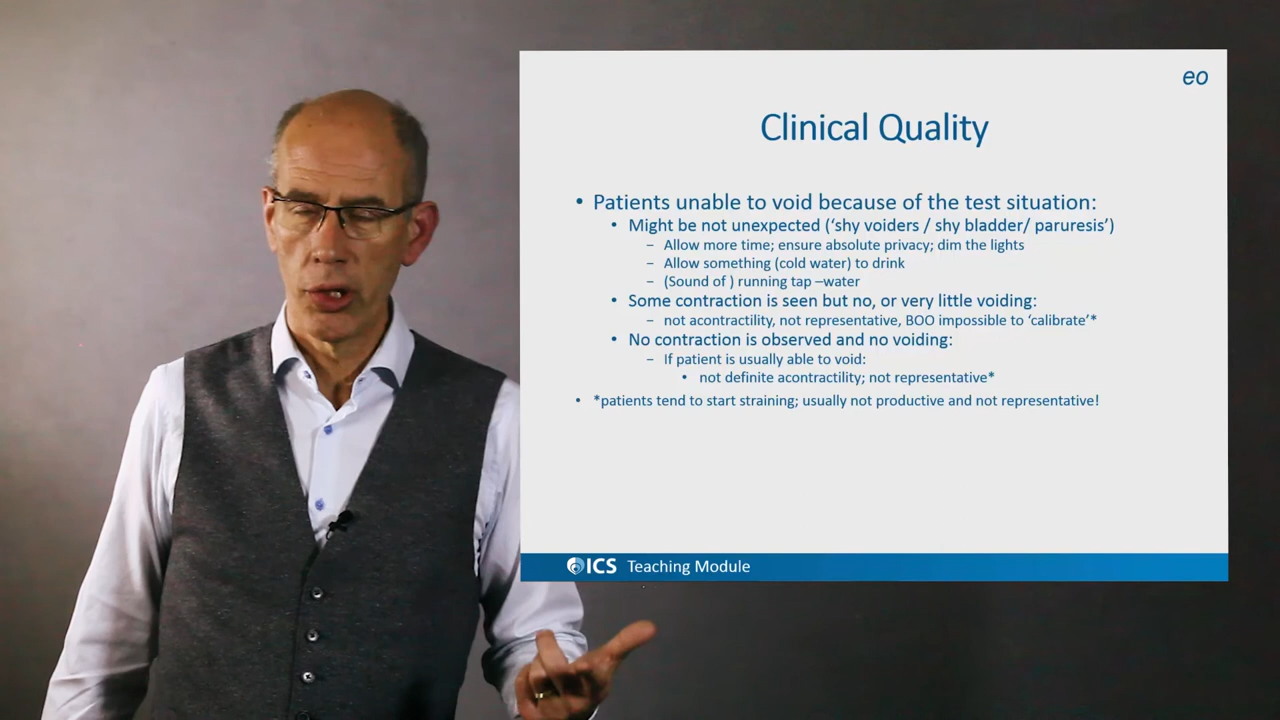 eo
Clinical Quality
• Patients unable to void because of the test situation:
• Might be not unexpected (‘shy voiders / shy bladder/ paruresis’)
– Allow more time; ensure absolute privacy; dim the lights
– Allow something (cold water) to drink
– (Sound of ) running tap –water
• Some contraction is seen but no, or very little voiding:
– not acontractility, not representative, BOO impossible to ‘calibrate’*
• No contraction is observed and no voiding:
– If patient is usually able to void:
• not definite acontractility; not representative*
• *patients tend to start straining; usually not productive and not representative!
ICS Teaching Module